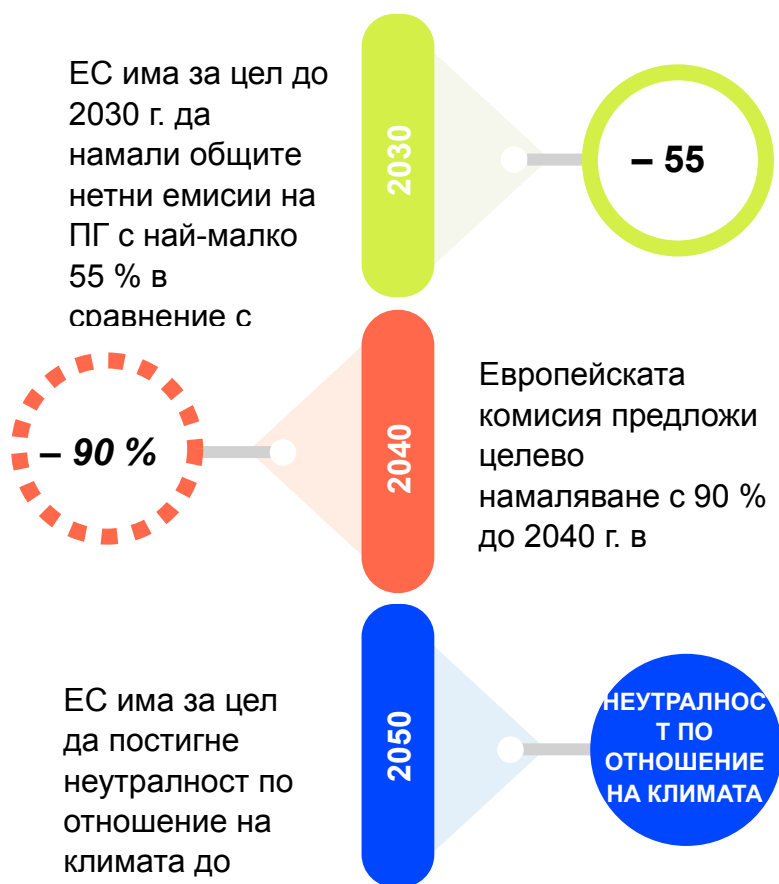 ЕС има за цел до
2030 г. да
намали общите
нетни емисии на
ПГ с най-малко
55 % в
сравнение с
2030
– 55
– 90 %
2040
Европейската
комисия предложи
целево
намаляване с 90 %
до 2040 г. в
ЕС има за цел
да постигне
неутралност по
отношение на
климата до
2050
НЕУТРАЛНОС
Т ПО
ОТНОШЕНИЕ
НА КЛИМАТА